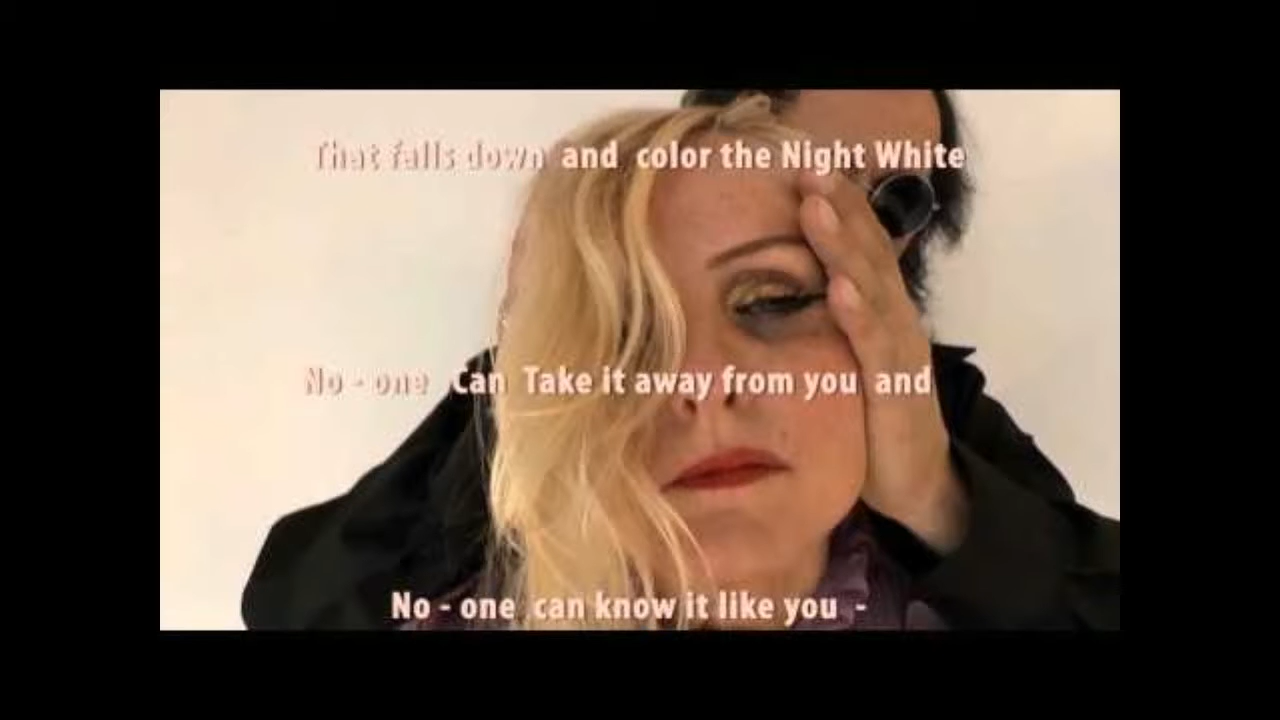 That falls down and color the Night White
No - one Can Take it away from you and
No - one can know it like you -